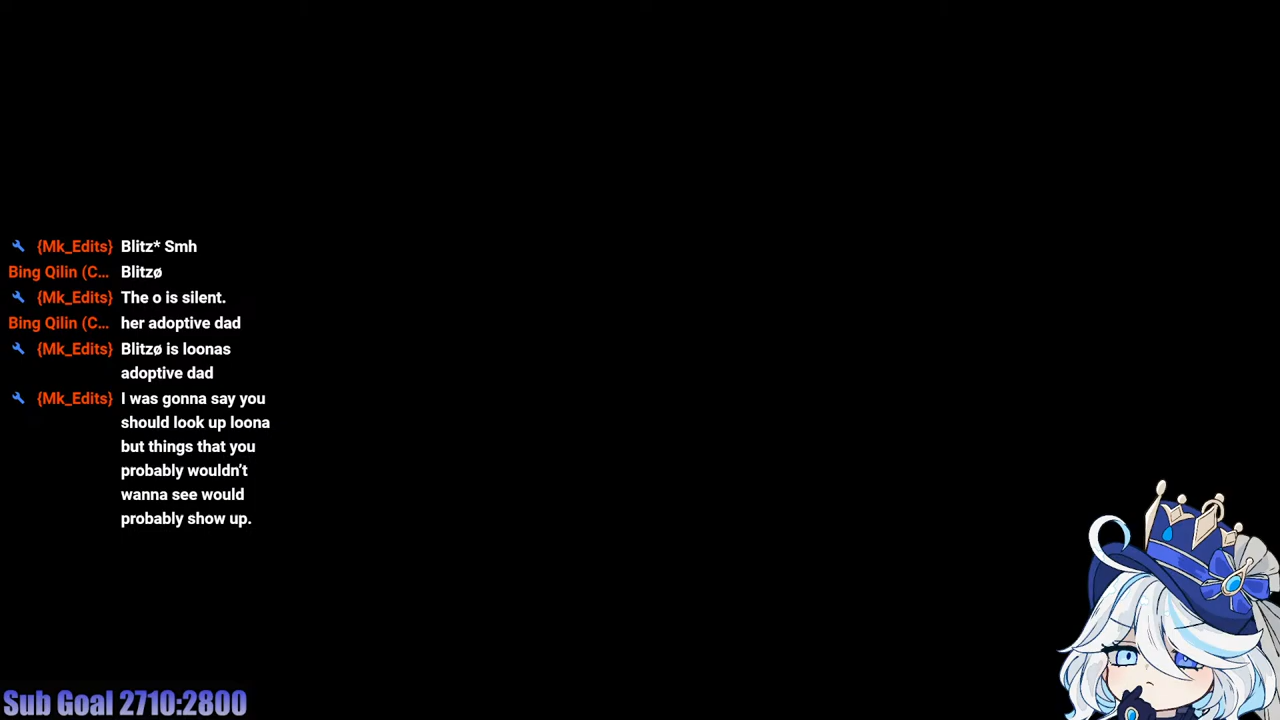 {Mk_Edits} Blitz* Smh
Bing Qilin (C... Blitzø
{Mk_Edits} The o is silent.
Bing Qilin (C... her adoptive dad
{Mk_Edits} Blitzø is loonas
adoptive dad
{Mk_Edits} I was gonna say you
should look up loona
but things that you
probably wouldn’t
wanna see would
probably show up.
Sub Goal 2710:2800